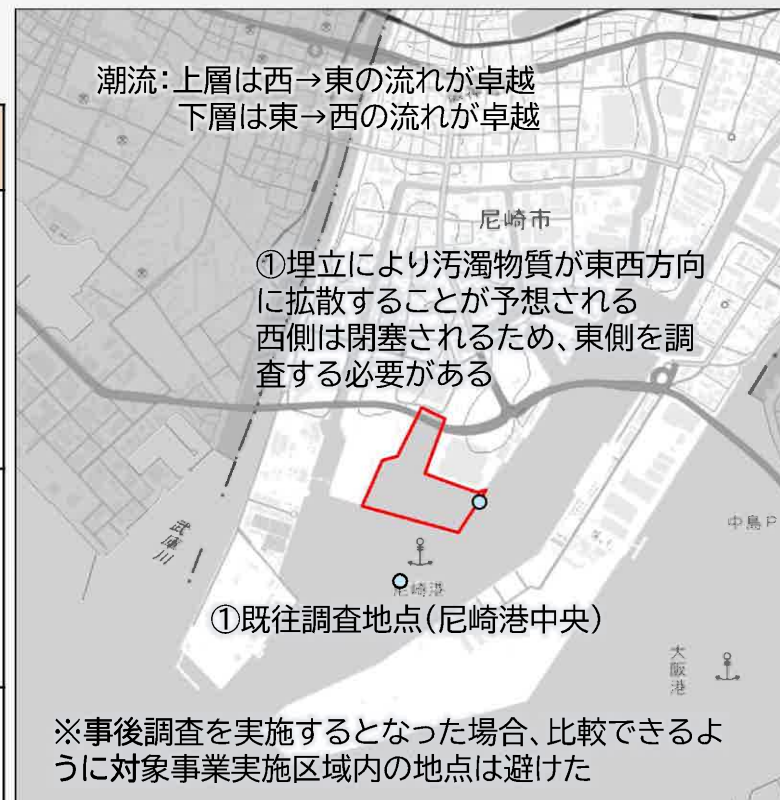 潮流：上層は西→東の流れが卓越
下層は東→西の流れが卓越
尼崎市
①埋立により汚濁物質が東西方向
に拡散することが予想される
西側は閉塞されるため、東側を調
査する必要がある
中島P
武庫川
尼崎港
①既往調査地点（尼崎港中央）
大阪港
※事後調査を実施するとなった場合、比較できるよ
うに対象事業実施区域内の地点は避けた